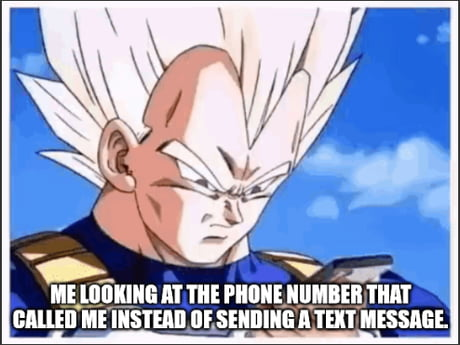 ME LOOKING AT THE PHONE NUMBER THAT
CALLED ME INSTEAD OF SENDING A TEXT MESSAGE.